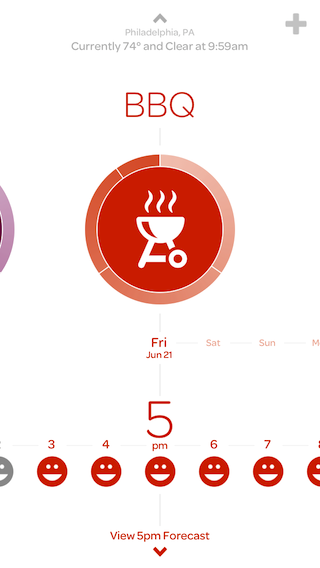 Philadelphia, PA
Currently 74° and Clear at 9:59am
BBQ
Fri Sat Sun
Jun 21
5
3 4 pm 6 7 8
View 5pm Forecast